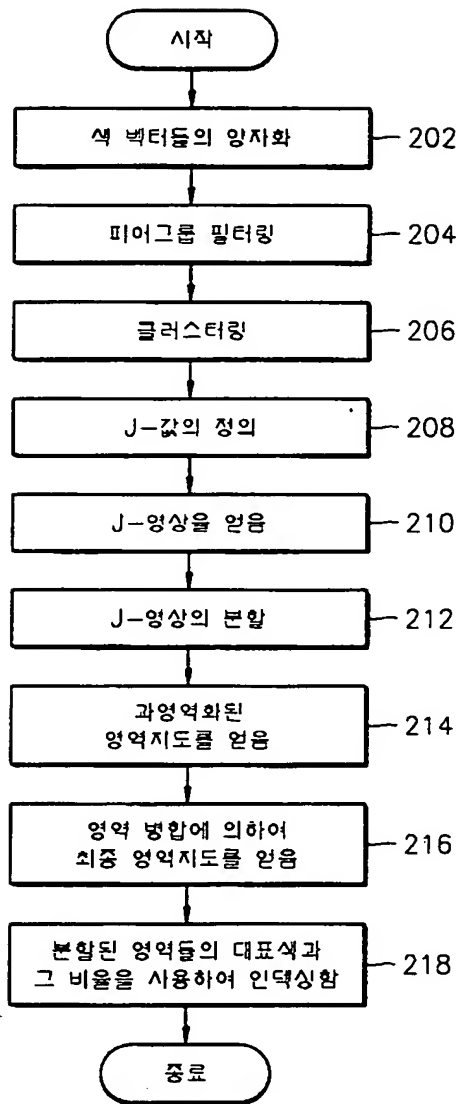 시작
색 벡터들의 양자화
202
피어그룹 필터링
204
클러스터링
206
J-값의 정의
208
J-영상을 얻음
210
J-영상의 분할
212
과영역화된
영역지도를 얻음
214
영역 병합에 의하여
최종 영역지도를 얻음
216
분할된 영역들의 대표색과
그 비율을 사용하여 인덱싱함
218
종료